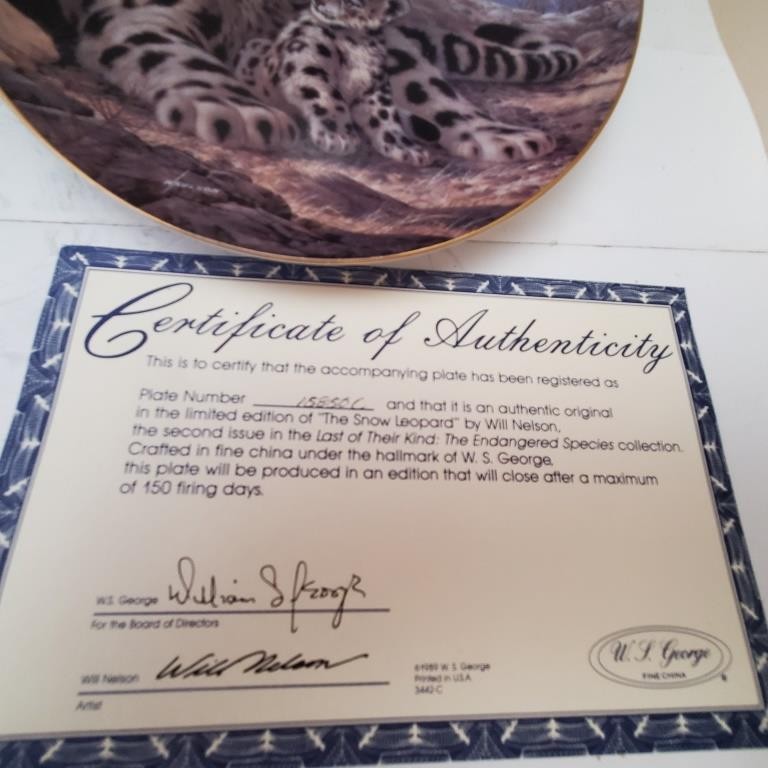 Certificate of Authenticity
This is to certify that the accompanying plate has been registered as
Plate Number and that it is an authentic original
in the limited edition of "The Snow Leopard" by Will Nelson,
the second issue in the Last of Their Kind: The Endangered Species collection.
Crafted in fine china under the hallmark of W. S. George,
this plate will be produced in an edition that will close after a maximum
of 150 firing days.
W.S. George
For the Board of Directors
Will Nelson Will Nelson
Artist
©1989 W. S. George
Printed in U.S.A.
3442-C
W. S. George
FINE CHINA
®